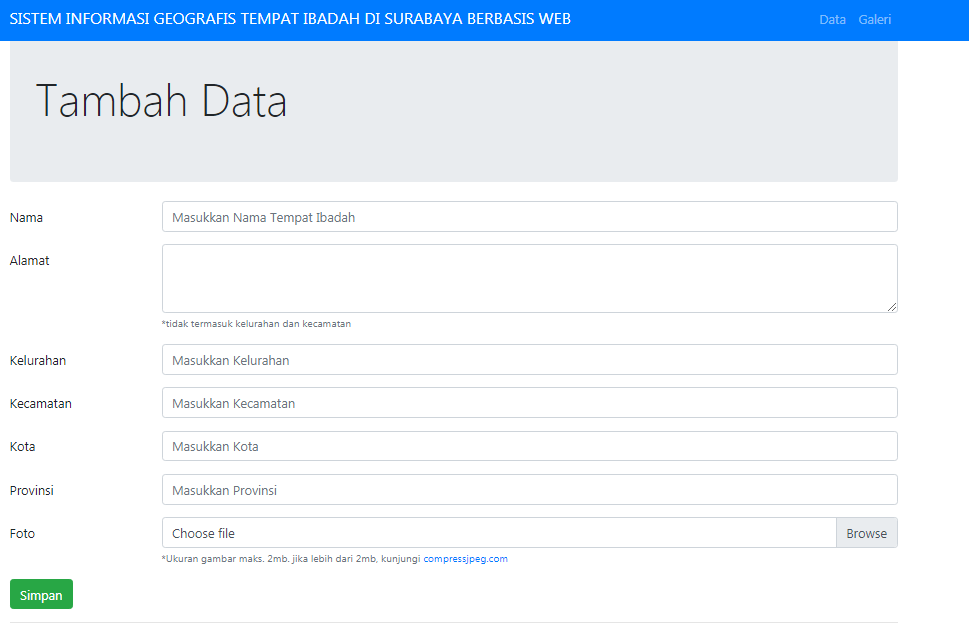 SISTEM INFORMASI GEOGRAFIS TEMPAT IBADAH DI SURABAYA BERBASIS WEB Data Galeri
Tambah Data
Nama Masukkan Nama Tempat Ibadah
Alamat
*tidak termasuk kelurahan dan kecamatan
Kelurahan Masukkan Kelurahan
Kecamatan Masukkan Kecamatan
Kota Masukkan Kota
Provinsi Masukkan Provinsi
Foto Choose file Browse
*Ukuran gambar maks. 2mb. jika lebih dari 2mb, kunjungi compressjpeg.com
Simpan